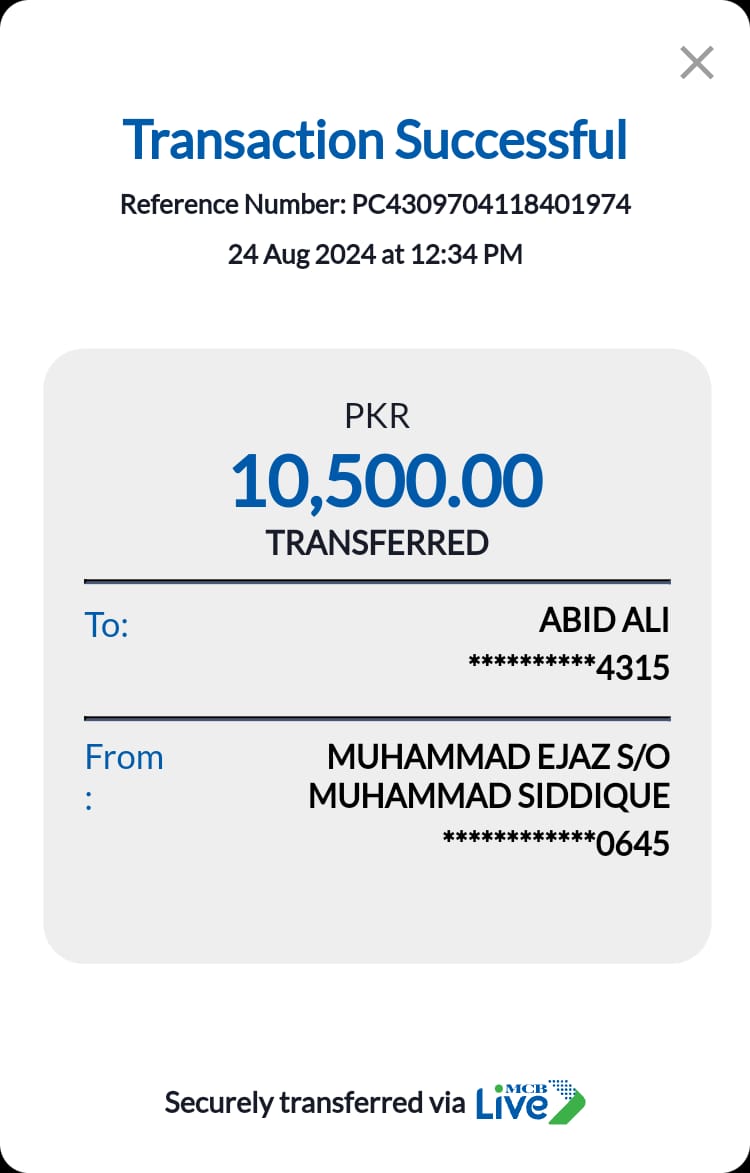 Transaction Successful
Reference Number: PC4309704118401974
24 Aug 2024 at 12:34 PM
PKR
10,500.00
TRANSFERRED
To:
ABID ALI
**********4315
From
:
MUHAMMAD EJAZ S/O
MUHAMMAD SIDDIQUE
************0645
Securely transferred via MCB Live